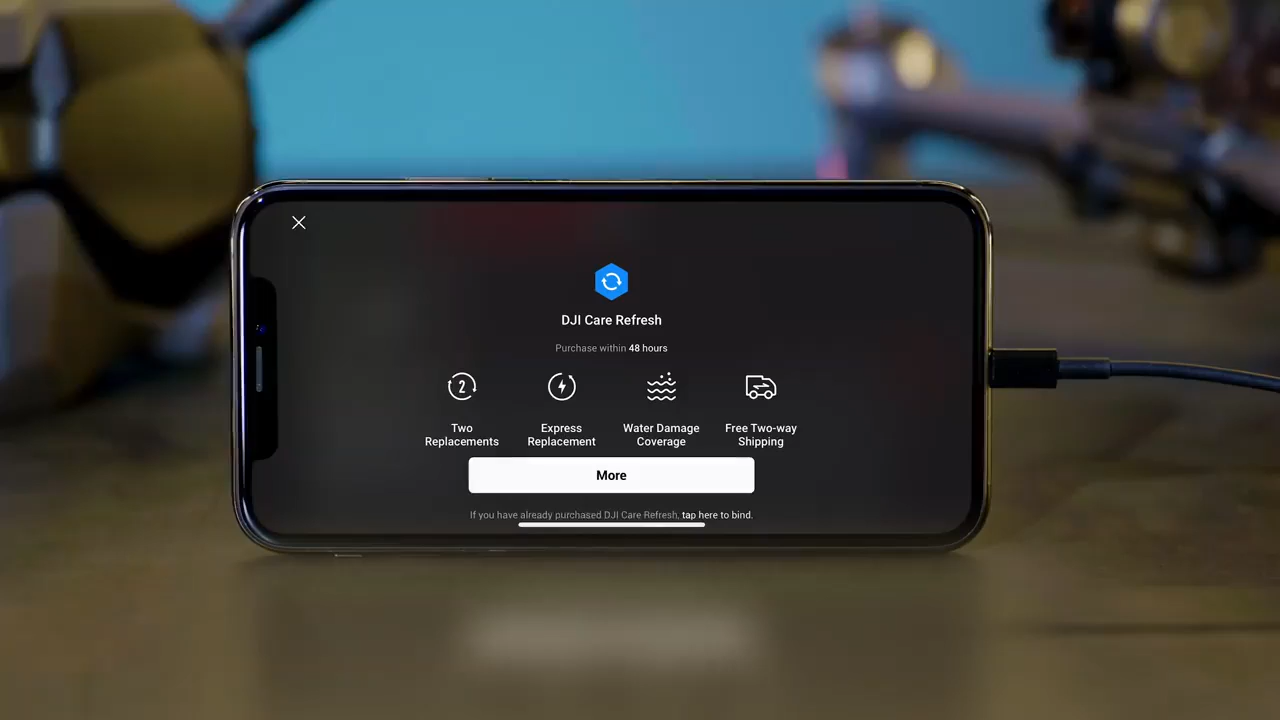 DJI Care Refresh
Purchase within 48 hours
2
Two
Replacements
Express
Replacement
Water Damage
Coverage
Free Two-way
Shipping
More
If you have already purchased DJI Care Refresh, tap here to bind.